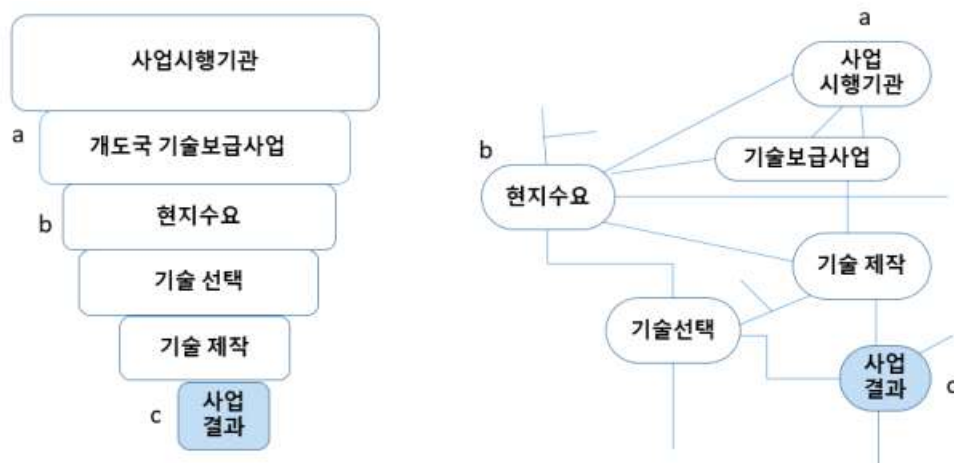 사업시행기관
a
개도국 기술보급사업
b
현지수요
기술 선택
기술 제작
c
사업
결과
a
사업
시행기관
기술보급사업
b
현지수요
기술 제작
기술선택
사업
결과
c